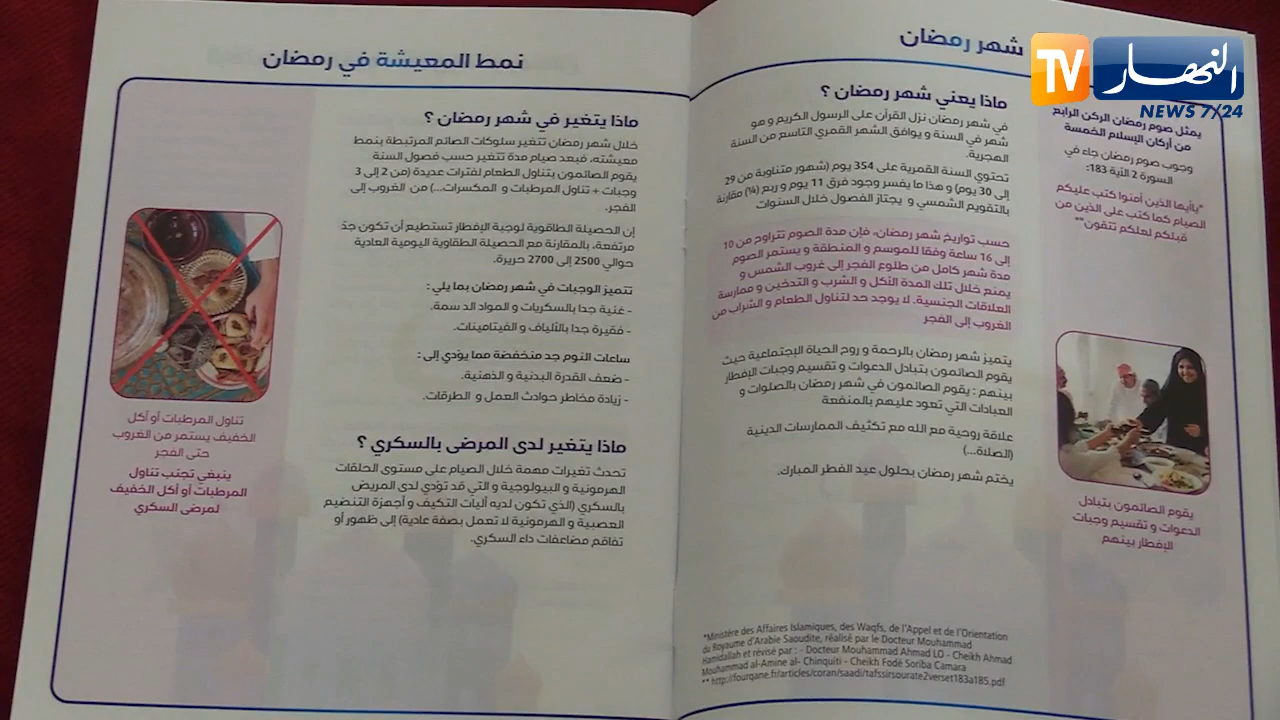 النهار TV
NEWS 7/24
شهر رمضان
يمثل صوم رمضان الركن الرابع
من أركان الإسلام الخمسة
وجوب صوم رمضان جاء في
السورة 2 الآية 183:
"ياأيها الذين آمنوا كتب عليكم
الصيام كما كتب على الذين من
قبلكم لعلكم تتقون"**
يقوم الصائمون بتبادل
الدعوات و تقسيم وجبات
الإفطار بينهم
ماذا يعني شهر رمضان ؟
في شهر رمضان نزل القرآن على الرسول الكريم و هو
شهر في السنة و يوافق الشهر القمري التاسع من السنة
الهجرية.
تحتوي السنة القمرية على 354 يوم (شهور متناوبة من 29
إلى 30 يوم) و هذا ما يفسر وجود فرق 11 يوم و ربع (¼) مقارنة
بالتقويم الشمسي و يجتاز الفصول خلال السنوات
حسب تواريخ شهر رمضان، فإن مدة الصوم تتراوح من 10
إلى 16 ساعة وفقا للموسم و المنطقة و يستمر الصوم
مدة شهر كامل من طلوع الفجر إلى غروب الشمس و
يمنع خلال تلك المدة الأكل و الشرب و التدخين و ممارسة
العلاقات الجنسية. لا يوجد حد لتناول الطعام و الشراب من
الغروب إلى الفجر
يتميز شهر رمضان بالرحمة و روح الحياة الإجتماعية حيث
يقوم الصائمون بتبادل الدعوات و تقسيم وجبات الإفطار
بينهم : يقوم الصائمون في شهر رمضان بالصلوات و
العبادات التي تعود عليهم بالمنفعة
علاقة روحية مع الله مع تكثيف الممارسات الدينية
(الصلاة...)
يختم شهر رمضان بحلول عيد الفطر المبارك.
*Ministère des Affaires Islamiques, des Waqfs, de l'Appel et de l'Orientation
du Royaume d'Arabie Saoudite, réalisé par le Docteur Mouhammad
Hamidallah et révisé par : - Docteur Mouhammad Ahmad LO - Cheikh Ahmad
Mouhammad al-Amine al- Chinquiti - Cheikh Fodé Soriba Camara
** http://fourqane.fr/articles/coran/saadi/tafssirsourate2verset183a185.pdf
نمط المعيشة في رمضان
ماذا يتغير في شهر رمضان ؟
خلال شهر رمضان تتغير سلوكات الصائم المرتبطة بنمط
معيشته، فبعد صيام مدة تتغير حسب فصول السنة
يقوم الصائمون بتناول الطعام لفترات عديدة (من 2 إلى 3
وجبات + تناول المرطبات و المكسرات...) من الغروب إلى
الفجر.
إن الحصيلة الطاقوية لوجبة الإفطار تستطيع أن تكون جدّ
مرتفعة، بالمقارنة مع الحصيلة الطاقاوية اليومية العادية
حوالي 2500 إلى 2700 حريرة.
تتميز الوجبات في شهر رمضان بما يلي :
- غنية جدا بالسكريات و المواد الدسمة.
- فقيرة جدا بالألياف و الفيتامينات.
ساعات النوم جد منخفضة مما يؤدي إلى :
- ضعف القدرة البدنية و الذهنية.
- زيادة مخاطر حوادث العمل و الطرقات.
ماذا يتغير لدى المرضى بالسكري ؟
تحدث تغيرات مهمة خلال الصيام على مستوى الحلقات
الهرمونية و البيولوجية و التي قد تؤدي لدى المريض
بالسكري (الذي تكون لديه آليات التكيف و أجهزة التنضيم
العصبية و الهرمونية لا تعمل بصفة عادية) إلى ظهور أو
تفاقم مضاعفات داء السكري.
تناول المرطبات أو أكل
الخفيف يستمر من الغروب
حتى الفجر
ينبغي تجنب تناول
المرطبات أو أكل الخفيف
لمرضى السكري